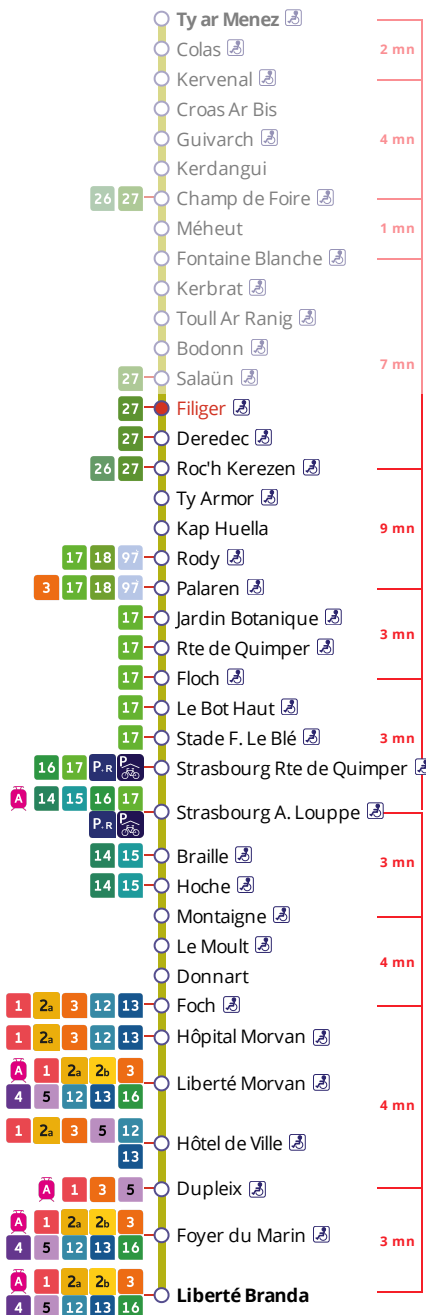 Ty ar Menez
Colas
2 mn
Kervenal
Croas Ar Bis
Guivarch
4 mn
Kerdangui
26 27 Champ de Foire
Méheut
1 mn
Fontaine Blanche
Kerbrat
Toull Ar Ranig
Bodonn
7 mn
27 Salaün
27 Filiger
27 Deredec
26 27 Roc'h Kerezen
Ty Armor
Kap Huella
9 mn
17 18 97 Rody
3 17 18 97 Palaren
17 Jardin Botanique
3 mn
17 Rte de Quimper
17 Floch
17 Le Bot Haut
17 Stade F. Le Blé
3 mn
16 17 P+R P Strasbourg Rte de Quimper
A 14 15 16 17
P+R P
Strasbourg A. Louppe
14 15 Braille
3 mn
14 15 Hoche
Montaigne
Le Moult
4 mn
Donnart
1 2a 3 12 13 Foch
1 2a 3 12 13 Hôpital Morvan
A 1 2a 2b 3
4 5 12 13 16
Liberté Morvan
4 mn
1 2a 3 5 12
13
Hôtel de Ville
A 1 3 5 Dupleix
A 1 2a 2b 3
4 5 12 13 16
Foyer du Marin
3 mn
A 1 2a 2b 3
4 5 12 13 16
Liberté Branda